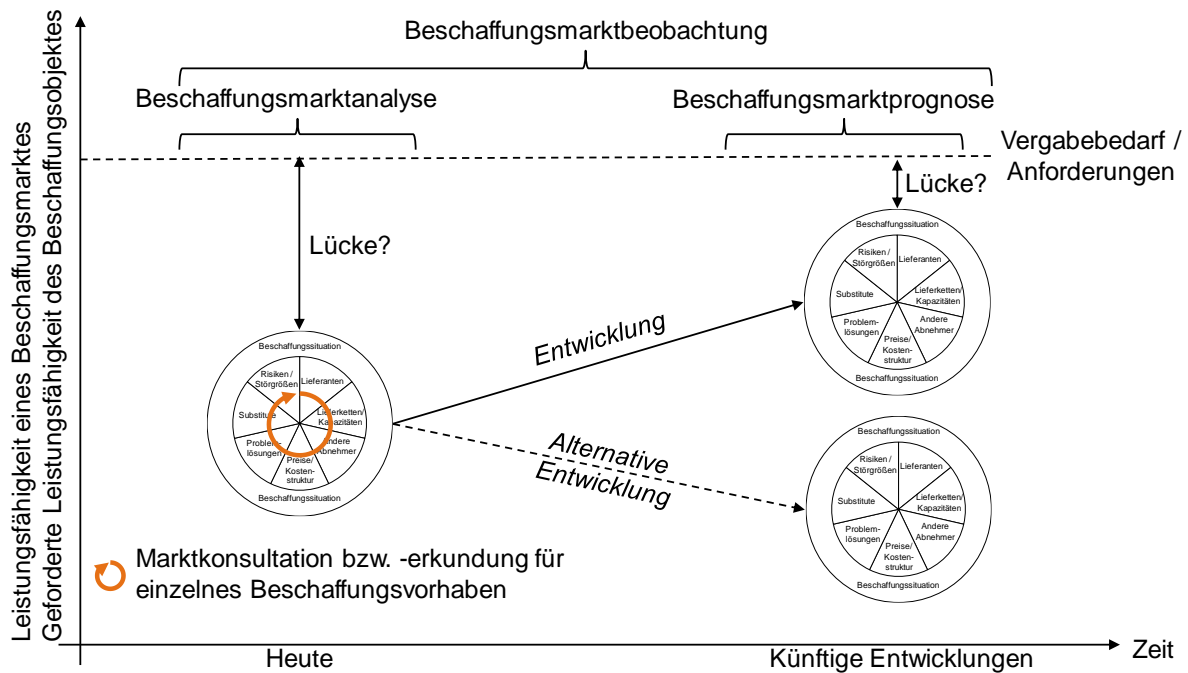 Leistungsfähigkeit eines Beschaffungsmarktes
Geforderte Leistungsfähigkeit des Beschaffungsobjektes
Beschaffungsmarktbeobachtung
Beschaffungsmarktanalyse
Beschaffungsmarktprognose
Vergabebedarf /
Anforderungen
Lücke?
Lücke?
Beschaffungssituation
Risiken /
Störgrößen
Lieferanten
Lieferketten/
Kapazitäten
Andere
Abnehmer
Preise/
Kosten-
struktur
Problem-
lösungen
Substitute
Beschaffungssituation
Entwicklung
Alternative
Entwicklung
Beschaffungssituation
Risiken /
Störgrößen
Lieferanten
Lieferketten/
Kapazitäten
Andere
Abnehmer
Preise/
Kosten-
struktur
Problem-
lösungen
Substitute
Beschaffungssituation
Beschaffungssituation
Risiken /
Störgrößen
Lieferanten
Lieferketten/
Kapazitäten
Andere
Abnehmer
Preise/
Kosten-
struktur
Problem-
lösungen
Substitute
Beschaffungssituation
Marktkonsultation bzw. -erkundung für
einzelnes Beschaffungsvorhaben
Heute
Künftige Entwicklungen
Zeit